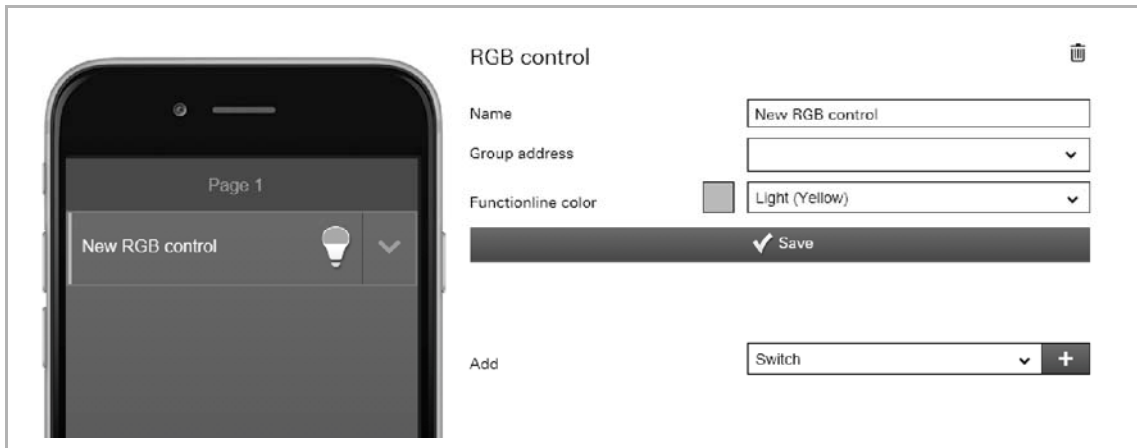 RGB control
Name
New RGB control
Group address
Functionline color
Light (Yellow)
Save
Add
Switch
Page 1
New RGB control